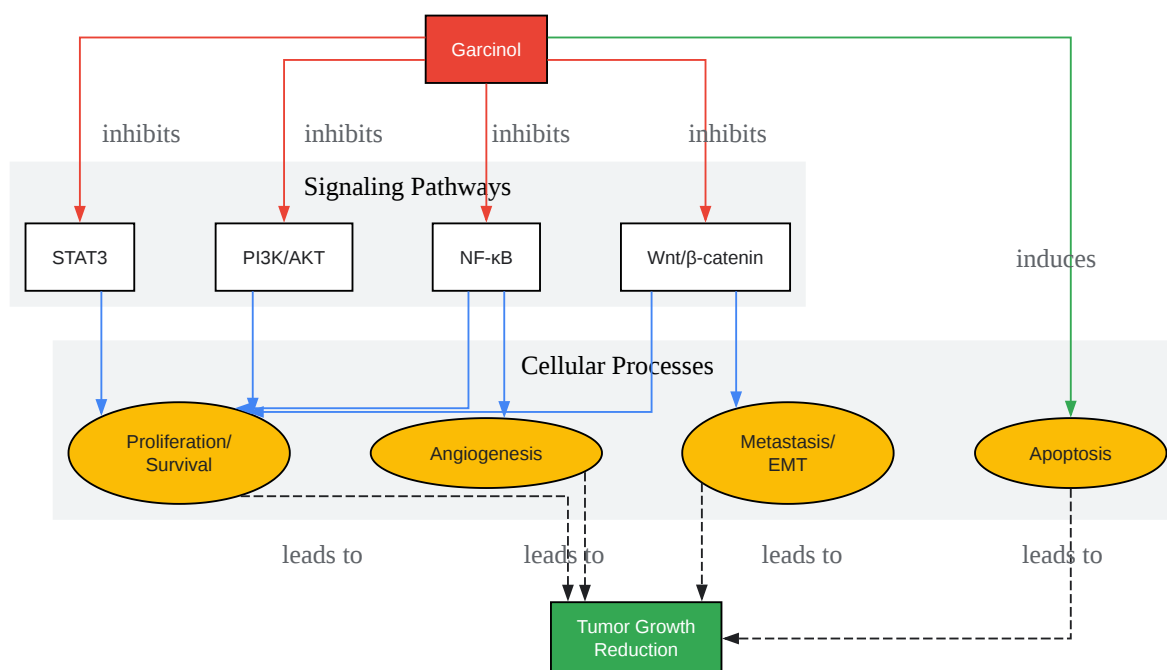 Garcinol
inhibits
inhibits
inhibits
inhibits
Signaling Pathways
STAT3
PI3K/AKT
NF-κB
Wnt/β-catenin
induces
Cellular Processes
Proliferation/
Survival
Angiogenesis
Metastasis/
EMT
Apoptosis
leads to
leads to
leads to
leads to
Tumor Growth
Reduction